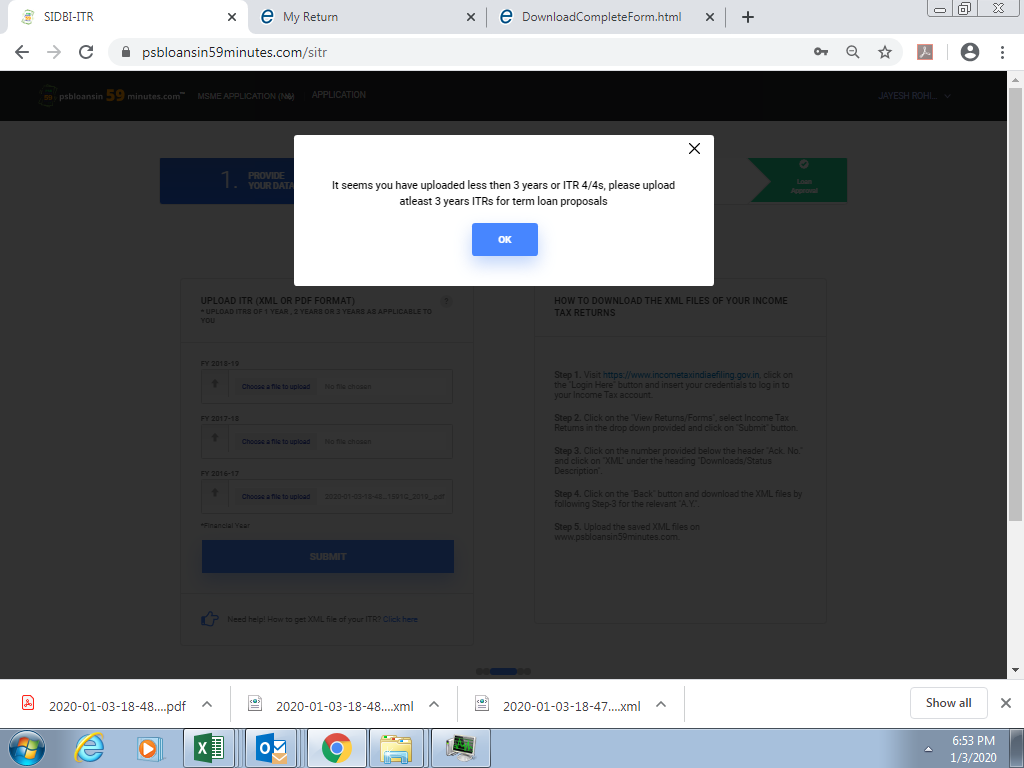 SIDBI-ITR
My Return
DownloadCompleteForm.html
psbloansin59minutes.com/sitr
psbloansin 59 minutes.com
MSME APPLICATION
APPLICATION
JAYESH ROHI...
1. PROVIDE
YOUR DATA
Loan
Approval
It seems you have uploaded less then 3 years or ITR 4/4s, please upload
atleast 3 years ITRs for term loan proposals
OK
UPLOAD ITR (XML OR PDF FORMAT)
* UPLOAD ITRS OF 1 YEAR , 2 YEARS OR 3 YEARS AS APPLICABLE TO
YOU
FY 2018-19
Choose a file to upload No file chosen
FY 2017-18
Choose a file to upload No file chosen
FY 2016-17
Choose a file to upload
*Financial Year
SUBMIT
Need help! How to get XML file of your ITR? Click here
HOW TO DOWNLOAD THE XML FILES OF YOUR INCOME
TAX RETURNS
Step 1. Visit https://www.incometaxindiaefiling.gov.in, click on
the "Login Here" button and insert your credentials to log in to
your Income Tax account.
Step 2. Click on the "View Returns/Forms", select Income Tax
Returns in the drop down provided and click on "Submit" button.
Step 3. Click on the number provided below the header "Ack. No."
and click on "XML" under the heading "Downloads/Status
Description".
Step 4. Click on the "Back" button and download the XML files by
following Step-3 for the relevant "A.Y."
Step 5. Upload the saved XML files on
www.psbloansin59minutes.com.
2020-01-03-18-48....pdf
2020-01-03-18-48....xml
2020-01-03-18-47....xml
Show all
6:53 PM
1/3/2020